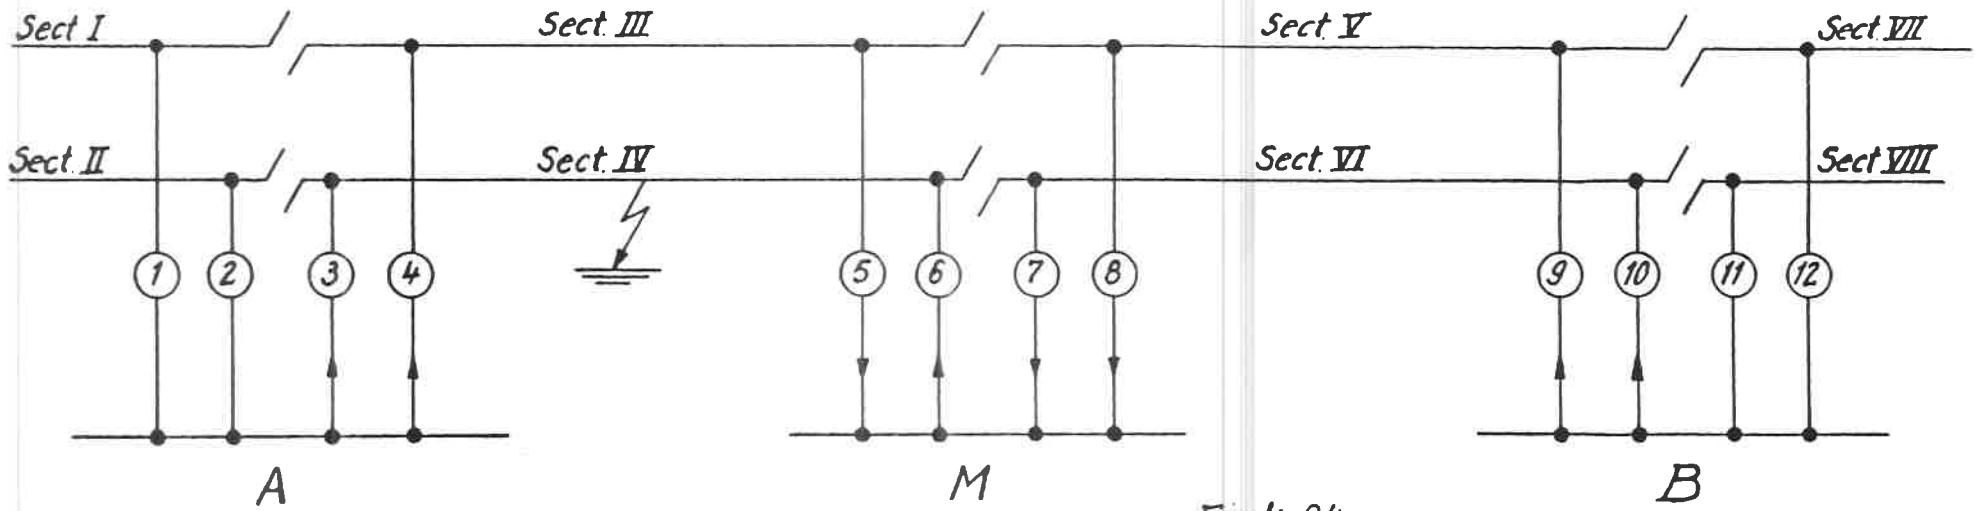 Sect I
Sect. III
Sect. V
Sect. VII
Sect. II
Sect. IV
Sect. VI
Sect VIII
1 2 3 4 5 6 7 8 9 10 11 12
A M B